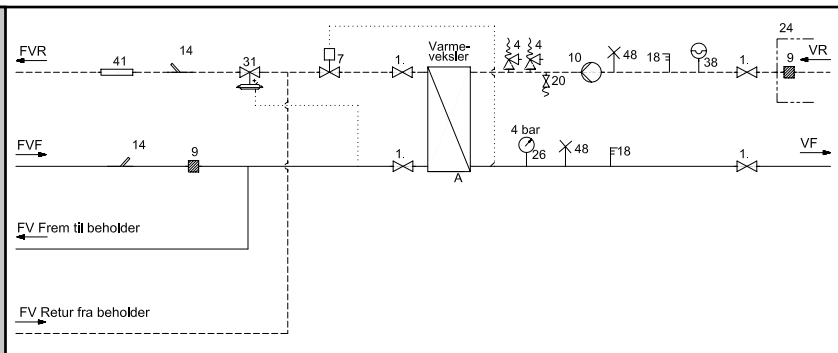 FVR
41
14
31
7
1.
Varme-
veksler
4
4
20
10
48
18
38
1.
24
9
VR
FVF
14
9
1.
A
4 bar
26
48
18
1.
VF
FV Frem til beholder
FV Retur fra beholder